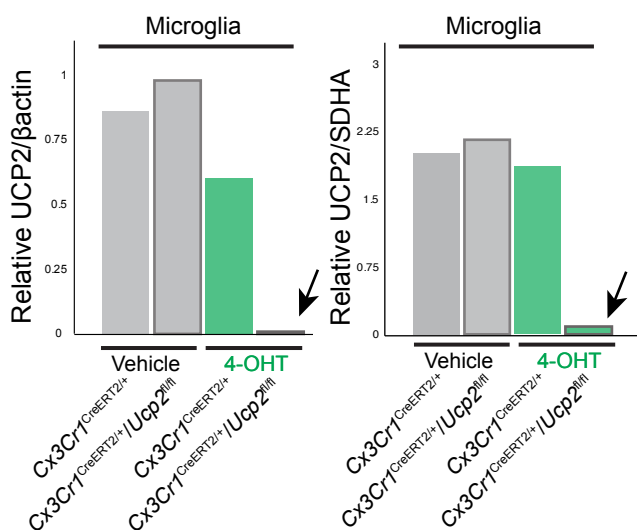 Microglia
Relative UCP2/βactin
1
0.75
0.5
0.25
0
Vehicle
4-OHT
Cx3Cr1CreERT2/+
Cx3Cr1CreERT2/+/Ucp2fl/fl
Cx3Cr1CreERT2/+
Cx3Cr1CreERT2/+/Ucp2fl/fl
Microglia
Relative UCP2/SDHA
3
2.25
1.5
0.75
0
Vehicle
4-OHT
Cx3Cr1CreERT2/+
Cx3Cr1CreERT2/+/Ucp2fl/fl
Cx3Cr1CreERT2/+
Cx3Cr1CreERT2/+/Ucp2fl/fl